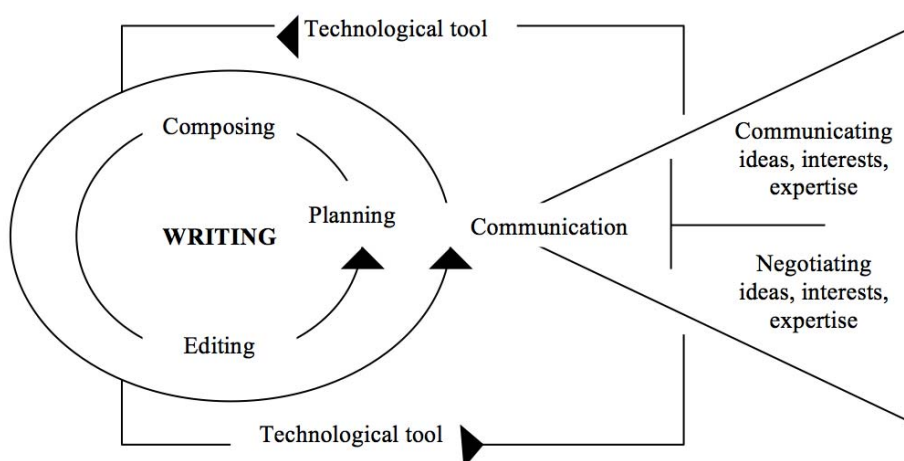 Technological tool
Composing
Planning
WRITING
Editing
Communication
Communicating
ideas, interests,
expertise
Negotiating
ideas, interests,
expertise
Technological tool